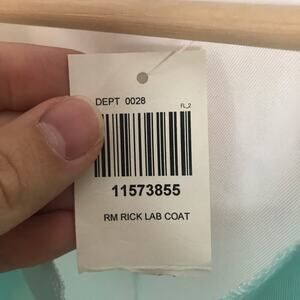 DEPT 0028
FL_2
11573855
RM RICK LAB COAT